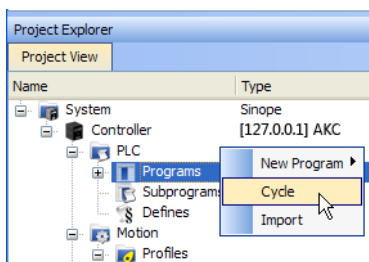 Project Explorer
Project View
Name Type
System Sinope
Controller [127.0.0.1] AKC
PLC
Programs New Program
Subprograms Cycle
Defines Import
Motion
Profiles